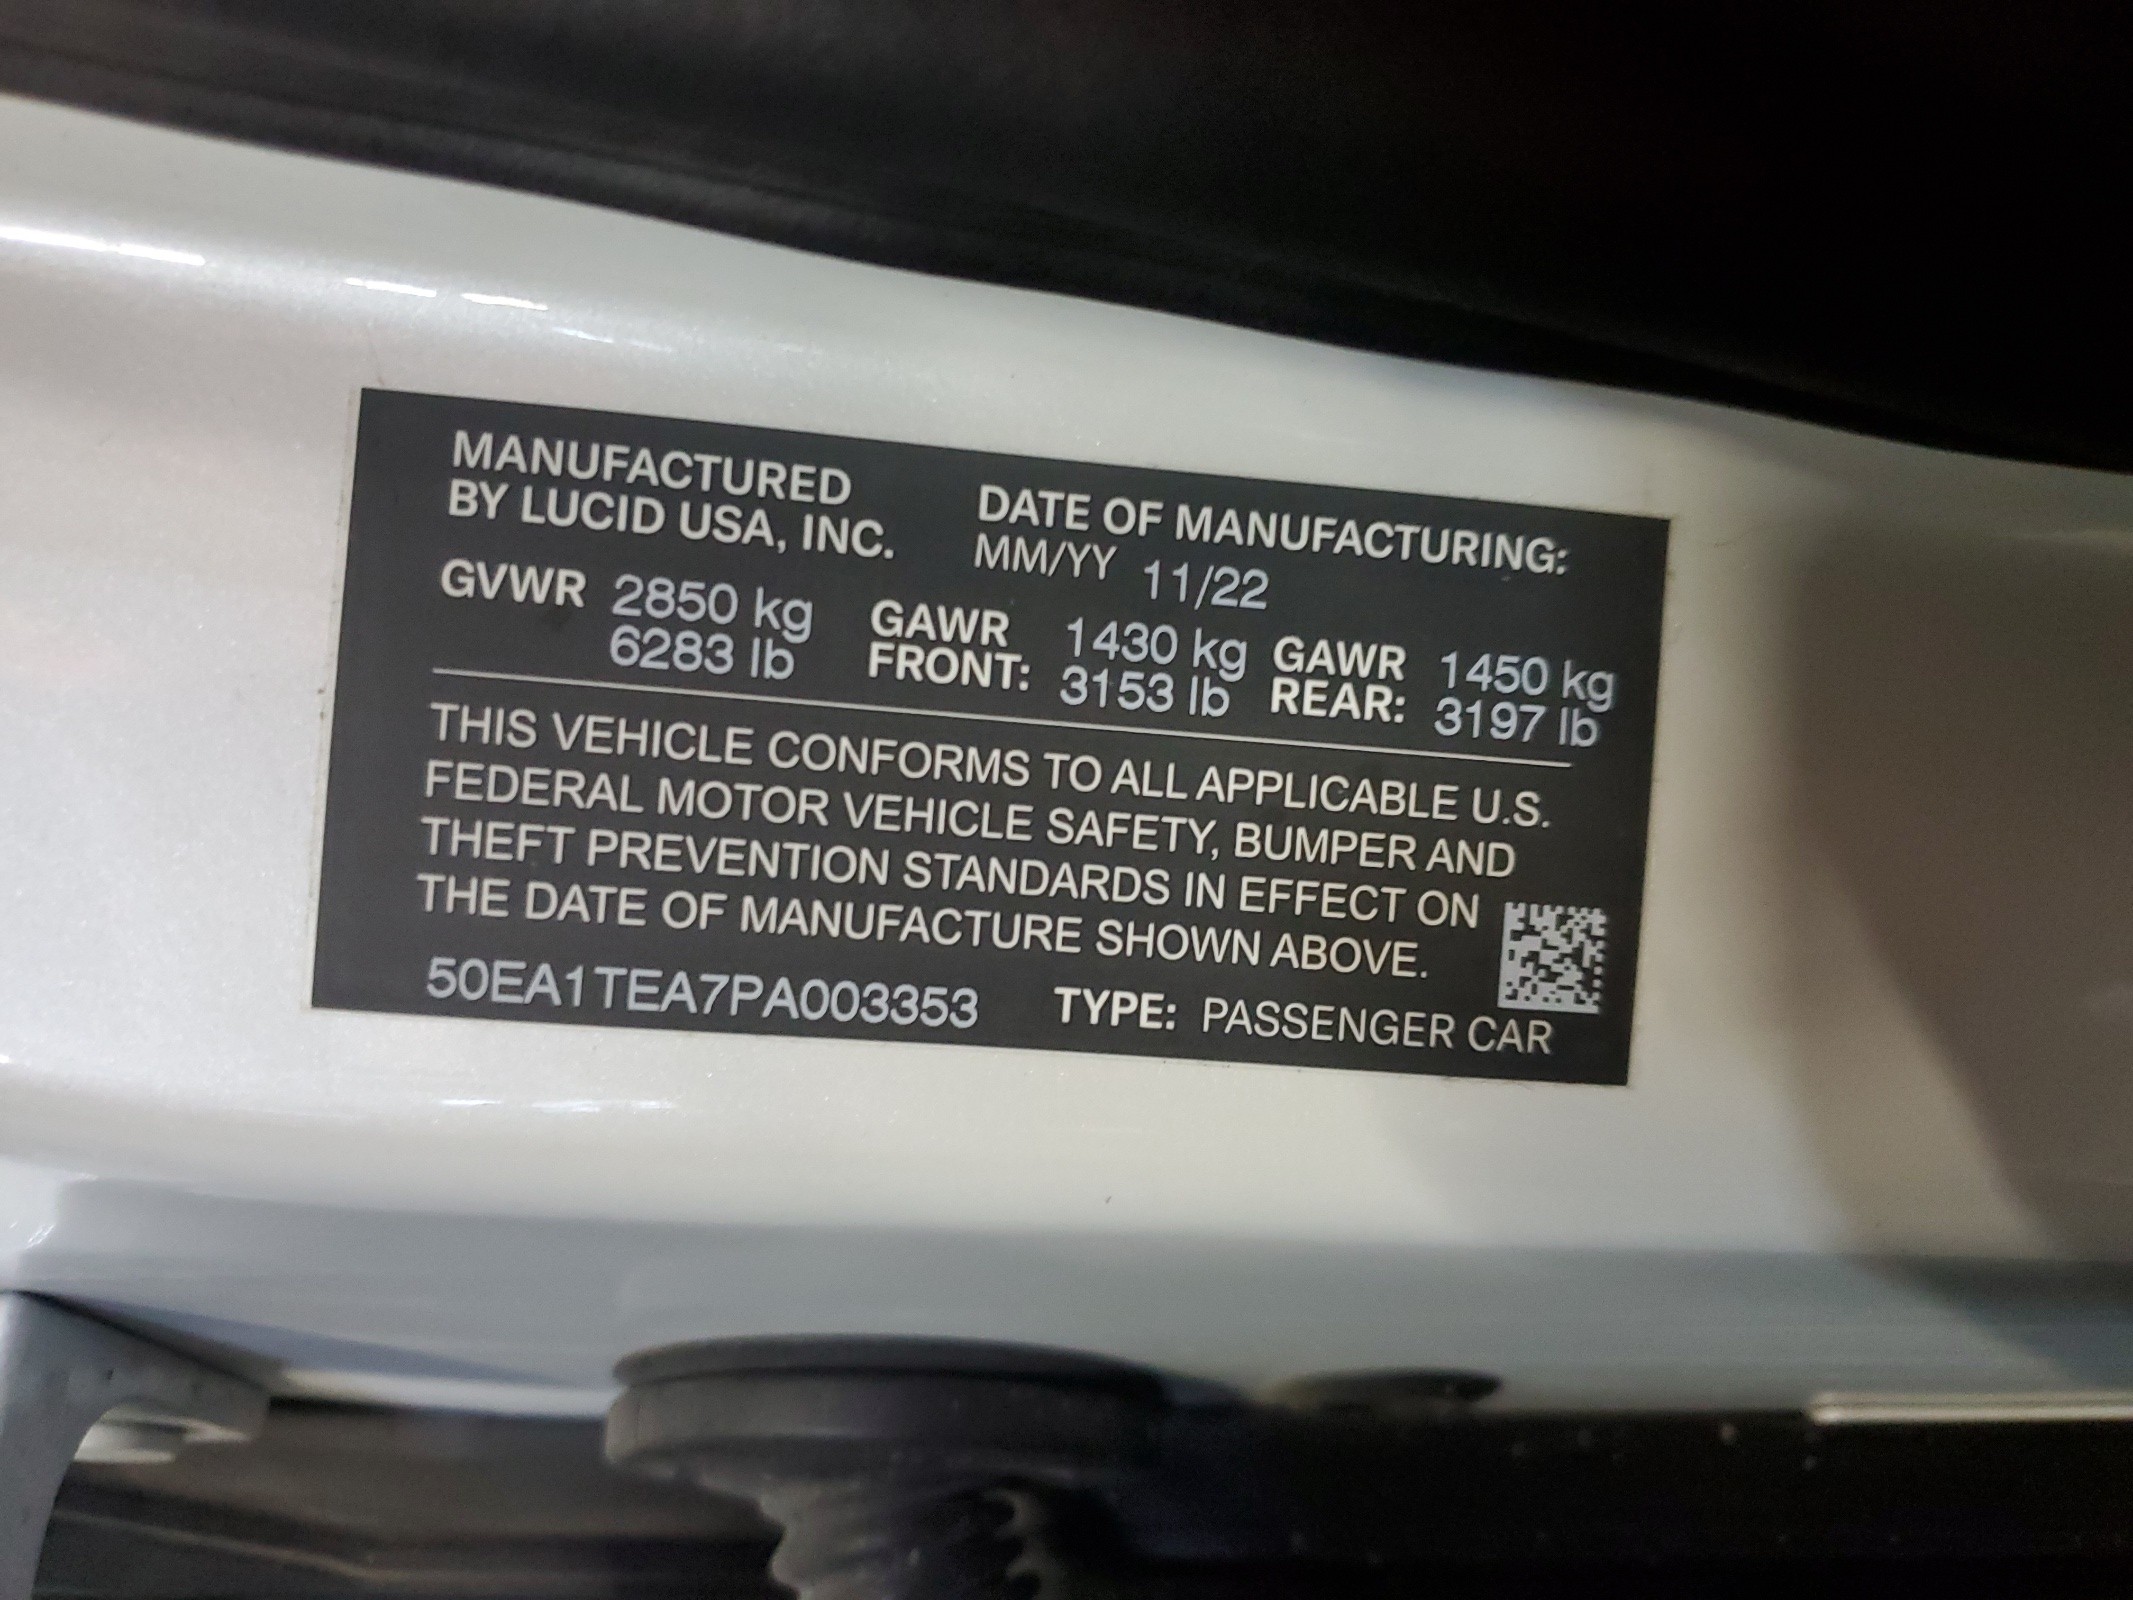 MANUFACTURED
BY LUCID USA, INC.
DATE OF MANUFACTURING:
MM/YY 11/22
GVWR 2850 kg
6283 lb
GAWR
FRONT:
1430 kg
3153 lb
GAWR
REAR:
1450 kg
3197 lb
THIS VEHICLE CONFORMS TO ALL APPLICABLE U.S.
FEDERAL MOTOR VEHICLE SAFETY, BUMPER AND
THEFT PREVENTION STANDARDS IN EFFECT ON
THE DATE OF MANUFACTURE SHOWN ABOVE.
50EA1TEA7PA003353 TYPE: PASSENGER CAR